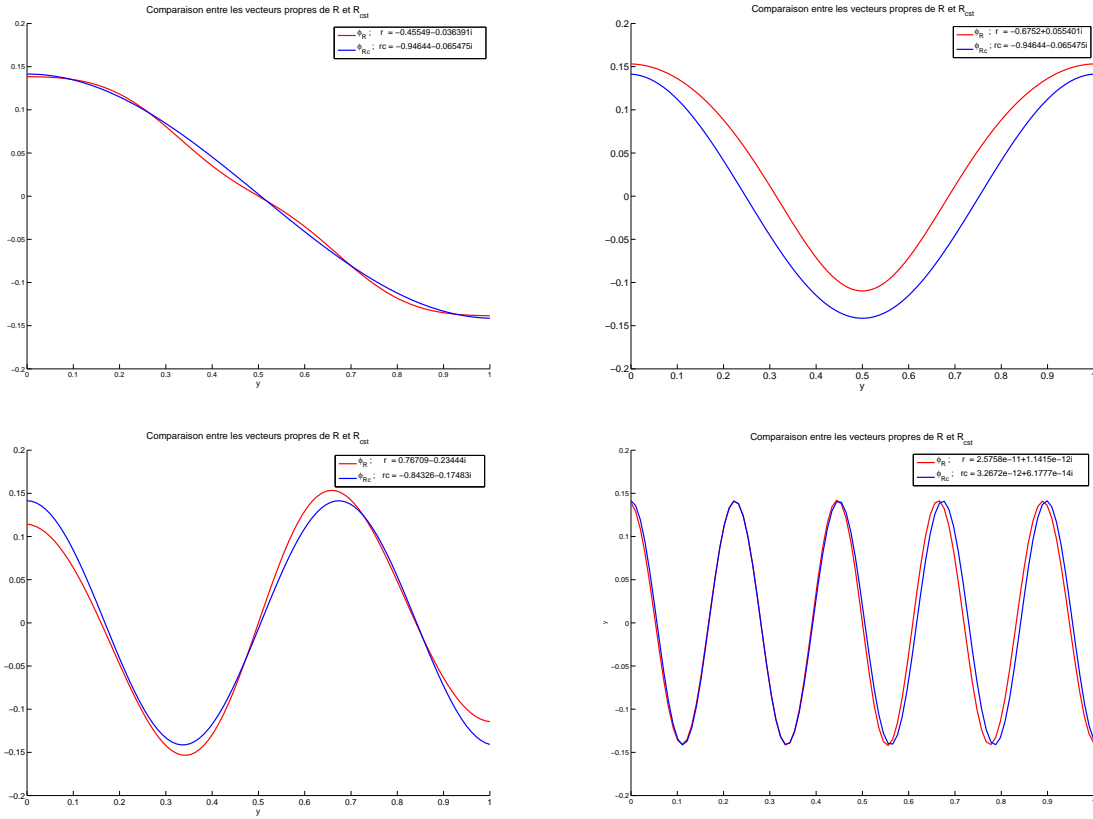 Comparaison entre les vecteurs propres de R et R_cst
0.2
0.15
0.1
0.05
0
−0.05
−0.1
−0.15
−0.2
0 0.1 0.2 0.3 0.4 0.5 0.6 0.7 0.8 0.9 1
y
ϕ_R ; r = −0.45549−0.036391i
ϕ_Rc ; rc = −0.94644−0.065475i
Comparaison entre les vecteurs propres de R et R_cst
0.2
0.15
0.1
0.05
0
−0.05
−0.1
−0.15
−0.2
0 0.1 0.2 0.3 0.4 0.5 0.6 0.7 0.8 0.9 1
y
ϕ_R ; r = −0.6752+0.055401i
ϕ_Rc ; rc = −0.94644−0.065475i
Comparaison entre les vecteurs propres de R et R_cst
0.2
0.15
0.1
0.05
0
−0.05
−0.1
−0.15
−0.2
0 0.1 0.2 0.3 0.4 0.5 0.6 0.7 0.8 0.9 1
y
ϕ_R ; r = 0.76709−0.23444i
ϕ_Rc ; rc = −0.84326−0.17483i
Comparaison entre les vecteurs propres de R et R_cst
0.2
0.15
0.1
0.05
0
−0.05
−0.1
−0.15
−0.2
0 0.1 0.2 0.3 0.4 0.5 0.6 0.7 0.8 0.9 1
y
ϕ_R ; r = 2.5758e−11+1.1415e−12i
ϕ_Rc ; rc = 3.2672e−12+6.1777e−14i